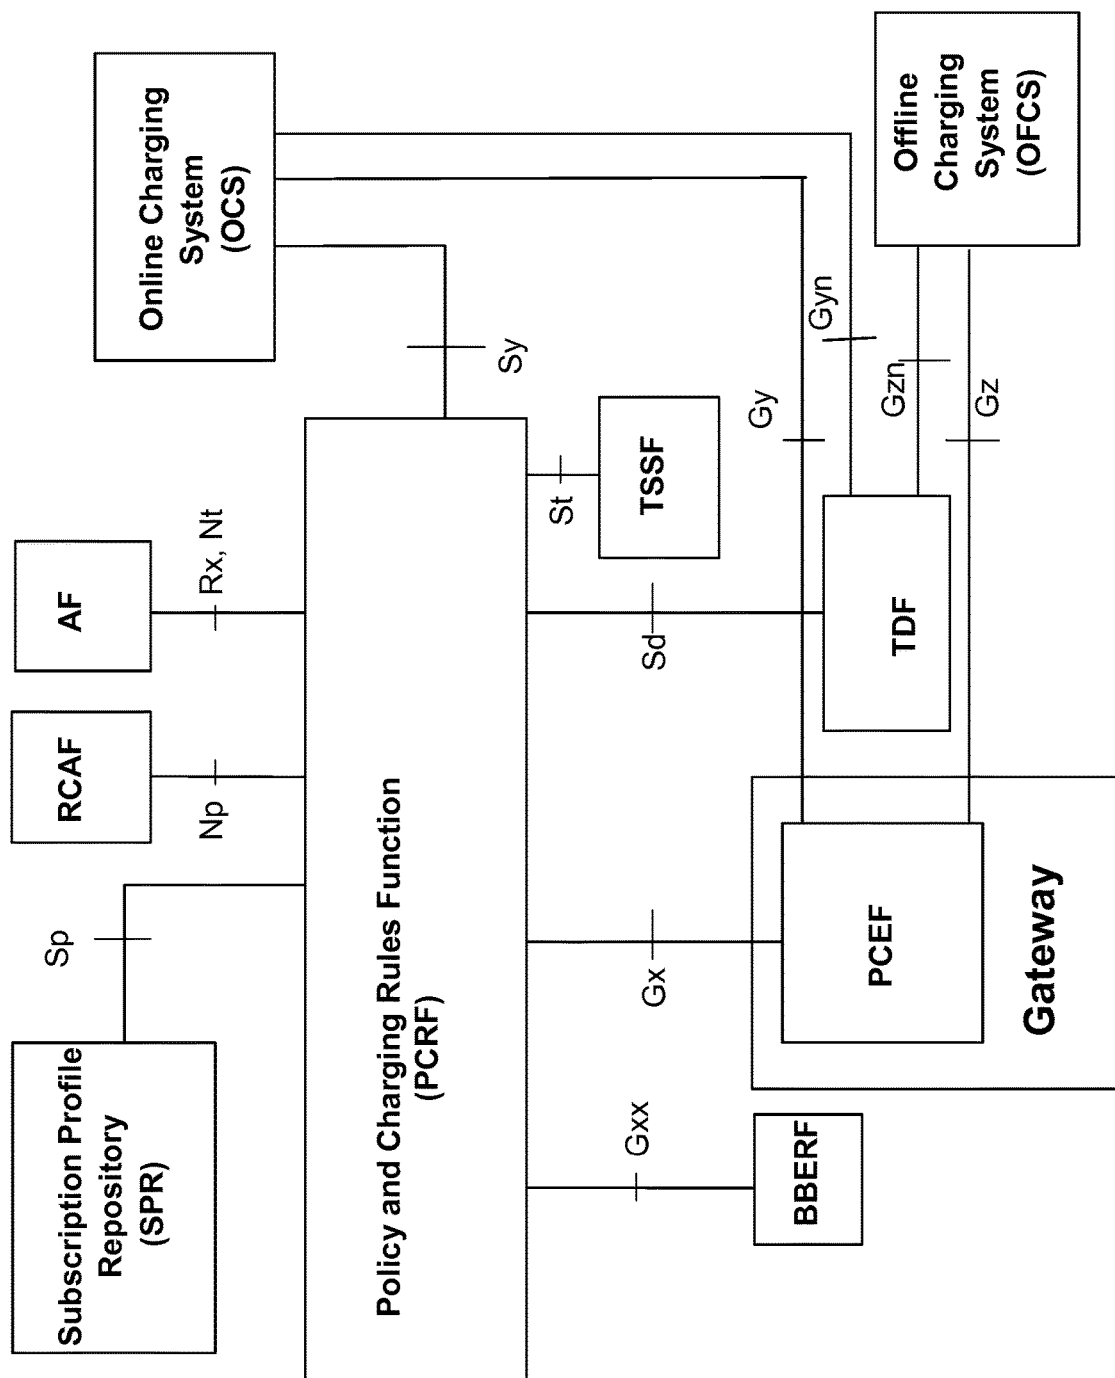 Subscription Profile
Repository
(SPR)
Sp
RCAF
Np
AF
Rx, Nt
Online Charging
System
(OCS)
Sy
Policy and Charging Rules Function
(PCRF)
Gxx
BBERF
Gx
PCEF
Gateway
Sd
TDF
St
TSSF
Gy
Gyn
Gzn
Gz
Offline
Charging
System
(OFCS)